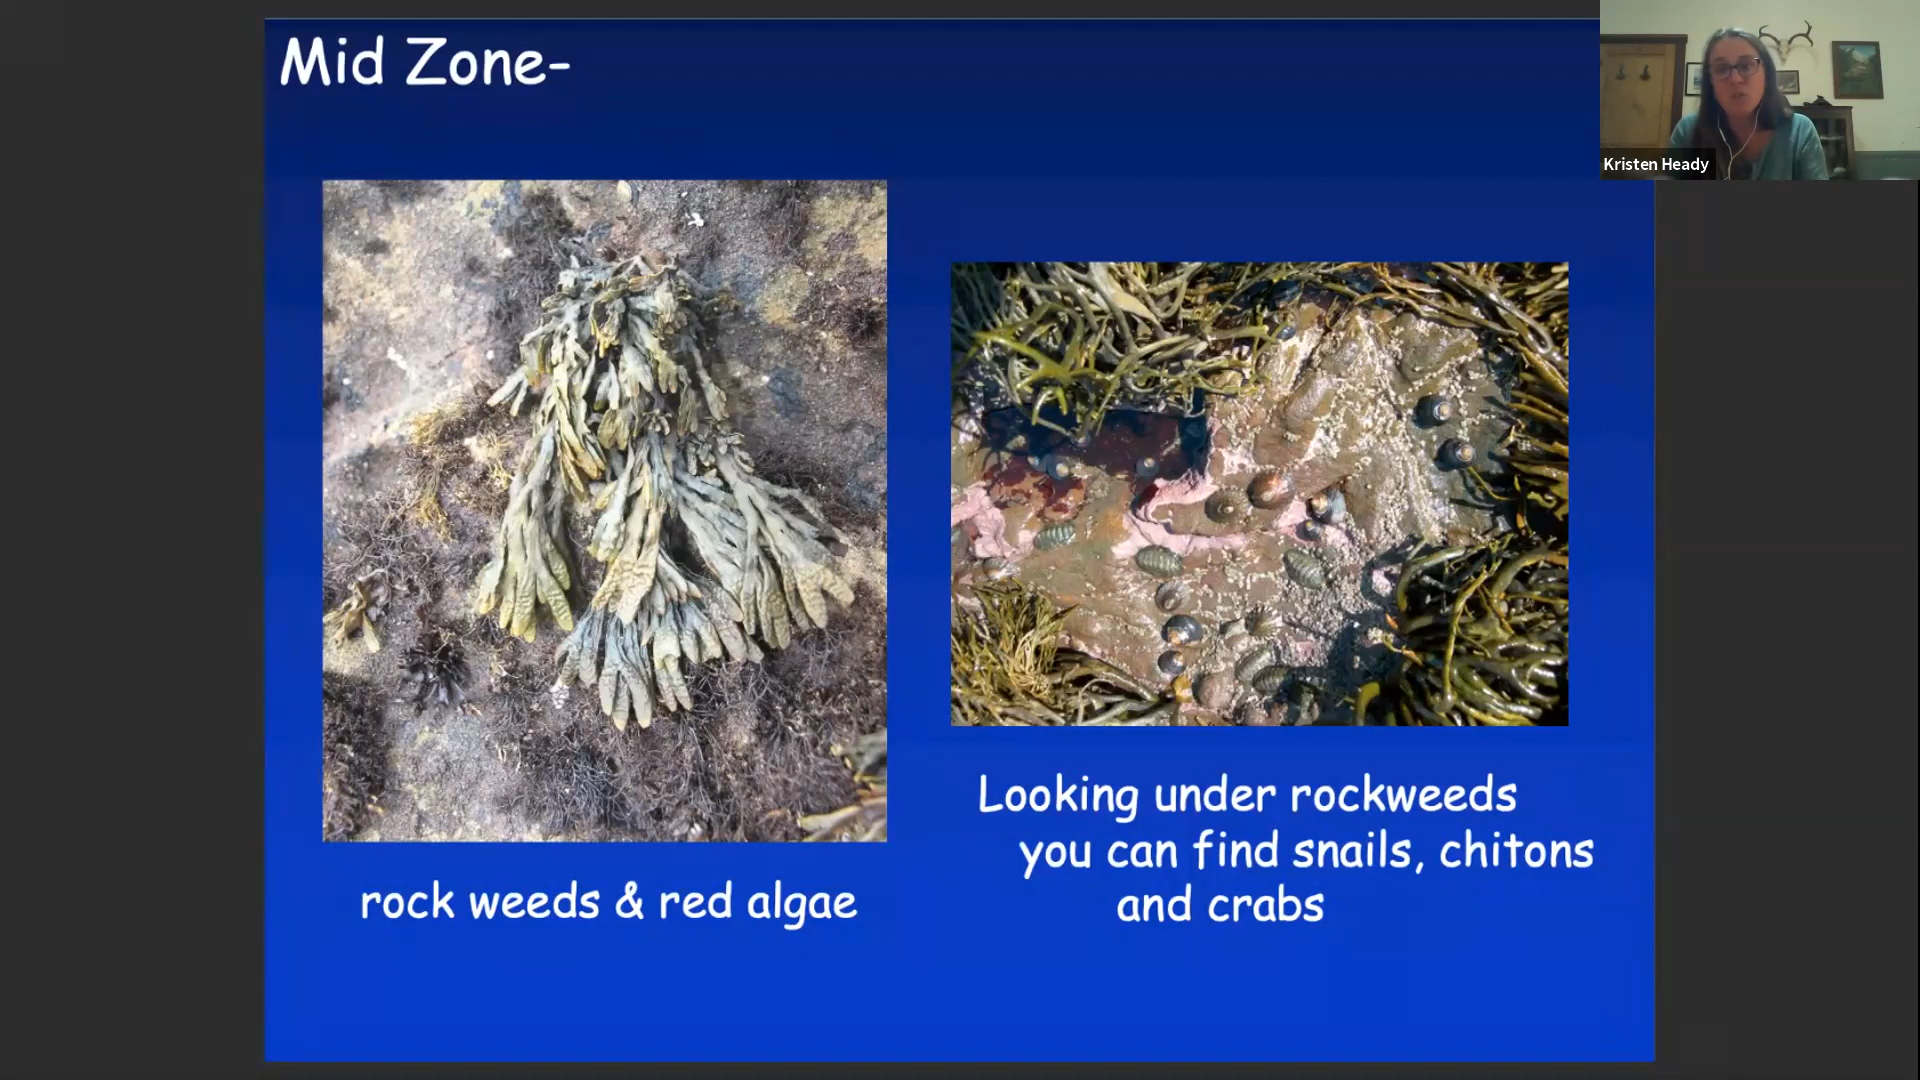 Mid Zone-
Kristen Heady
rock weeds & red algae
Looking under rockweeds
you can find snails, chitons
and crabs